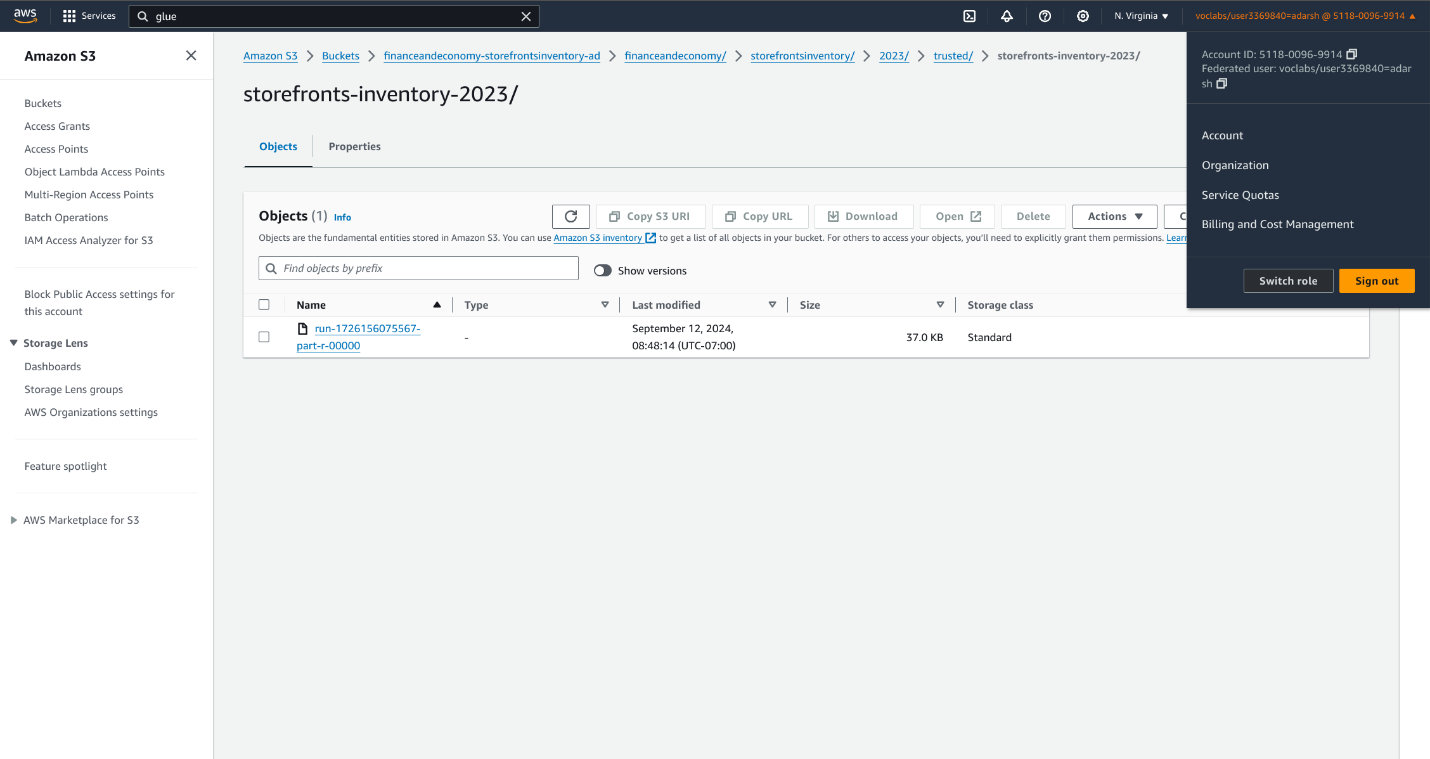 aws
Services
glue
N. Virginia
voclabs/user3369840=adarsh @ 5118-0096-9914
Account ID: 5118-0096-9914
Federated user: voclabs/user3369840=adar
sh
Account
Organization
Service Quotas
Billing and Cost Management
Switch role
Sign out
Amazon S3
Buckets
Access Grants
Access Points
Object Lambda Access Points
Multi-Region Access Points
Batch Operations
IAM Access Analyzer for S3
Block Public Access settings for
this account
Storage Lens
Dashboards
Storage Lens groups
AWS Organizations settings
Feature spotlight
AWS Marketplace for S3
Amazon S3 > Buckets > financeandeconomy-storefrontsinventory-ad > financeandeconomy/ > storefrontsinventory/ > 2023/ > trusted/ > storefronts-inventory-2023/
storefronts-inventory-2023/
Objects
Properties
Objects (1) Info
Copy S3 URI
Copy URL
Download
Open
Delete
Actions
C
Objects are the fundamental entities stored in Amazon S3. You can use Amazon S3 inventory to get a list of all objects in your bucket. For others to access your objects, you'll need to explicitly grant them permissions. Learn
Find objects by prefix
Show versions
Name
Type
Last modified
Size
Storage class
run-1726156075567-
part-r-00000
-
September 12, 2024,
08:48:14 (UTC-07:00)
37.0 KB
Standard